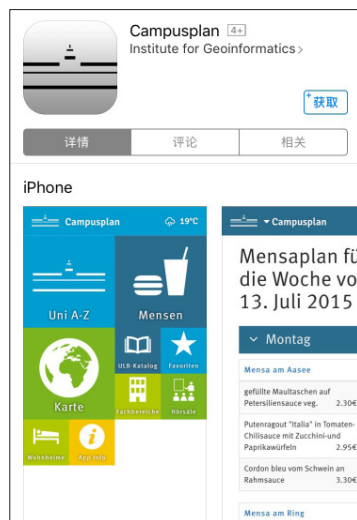 Campusplan 4+
Institute for Geoinformatics >
+获取
详情 评论 相关
iPhone
Campusplan 19°C
Uni A-Z
Mensen
ULB-Katalog
Favoriten
Karte
Fachbereiche
Hörsäle
Wohnheime
App Info
Campusplan
Mensaplan fü
die Woche vo
13. Juli 2015
Montag
Mensa am Aasee
gefüllte Maultaschen auf
Petersiliensauce veg. 2.30€
Putenragout "Italia" in Tomaten-
Chilisauce mit Zucchini-und
Paprikawürfeln 2.95€
Cordon bleu vom Schwein an
Rahmsauce 3.30€
Mensa am Ring